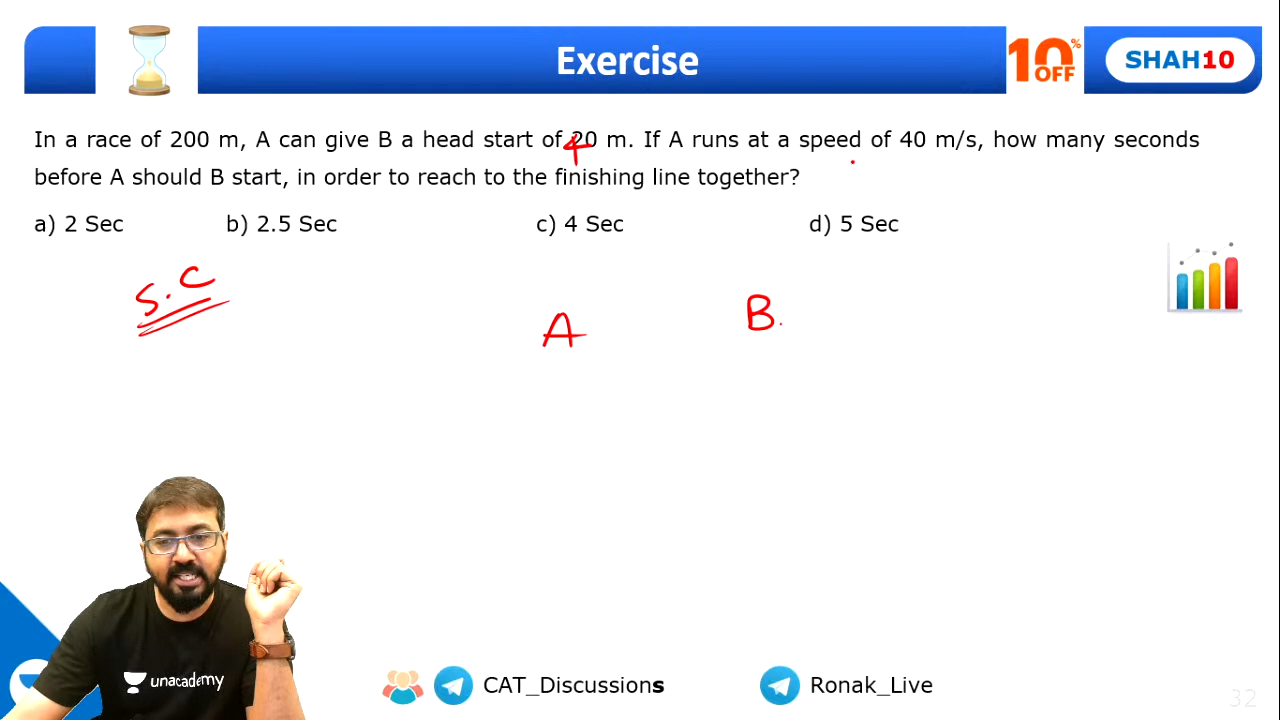 Exercise
10% OFF
SHAH10
In a race of 200 m, A can give B a head start of 20 m. If A runs at a speed of 40 m/s, how many seconds
4
before A should B start, in order to reach to the finishing line together?
a) 2 Sec b) 2.5 Sec c) 4 Sec d) 5 Sec
S.C
A B.
unacademy
CAT_Discussions Ronak_Live
32